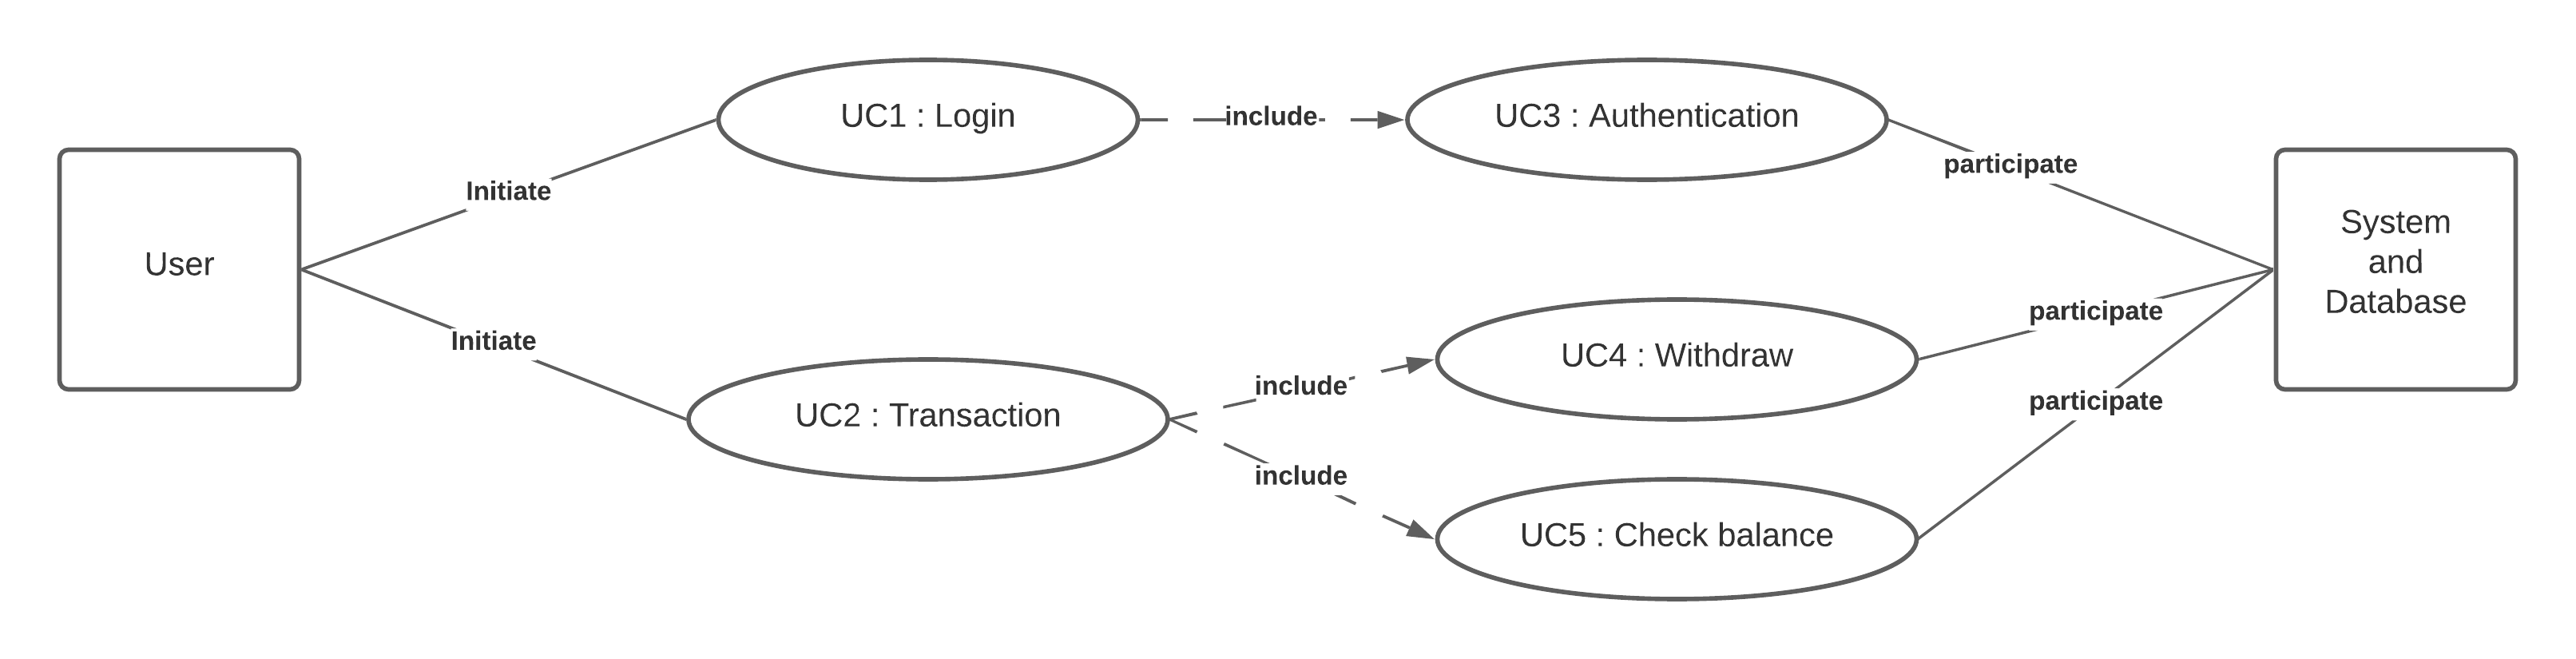 UC1 : Login
include
UC3 : Authentication
Initiate
participate
User
System
and
Database
Initiate
participate
UC4 : Withdraw
include
UC2 : Transaction
participate
include
UC5 : Check balance